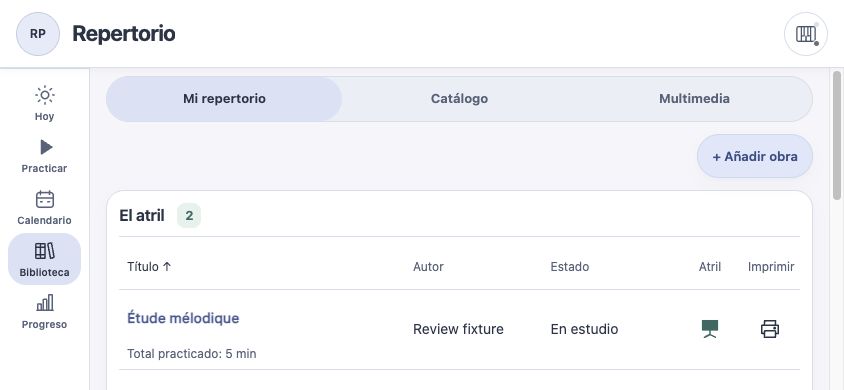 RP
Repertorio
Hoy
Practicar
Calendario
Biblioteca
Progreso
Mi repertorio
Catálogo
Multimedia
+ Añadir obra
El atril 2
Título ↑
Autor
Estado
Atril
Imprimir
Étude mélodique
Review fixture
En estudio
Total practicado: 5 min